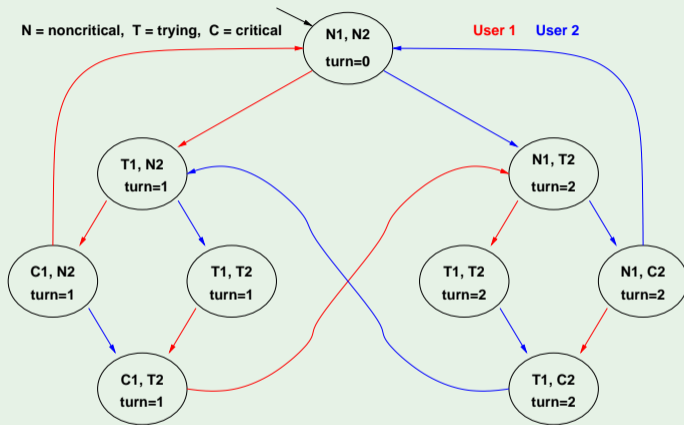 N = noncritical, T = trying, C = critical
User 1 User 2
N1, N2
turn=0
T1, N2
turn=1
N1, T2
turn=2
C1, N2
turn=1
T1, T2
turn=1
T1, T2
turn=2
N1, C2
turn=2
C1, T2
turn=1
T1, C2
turn=2